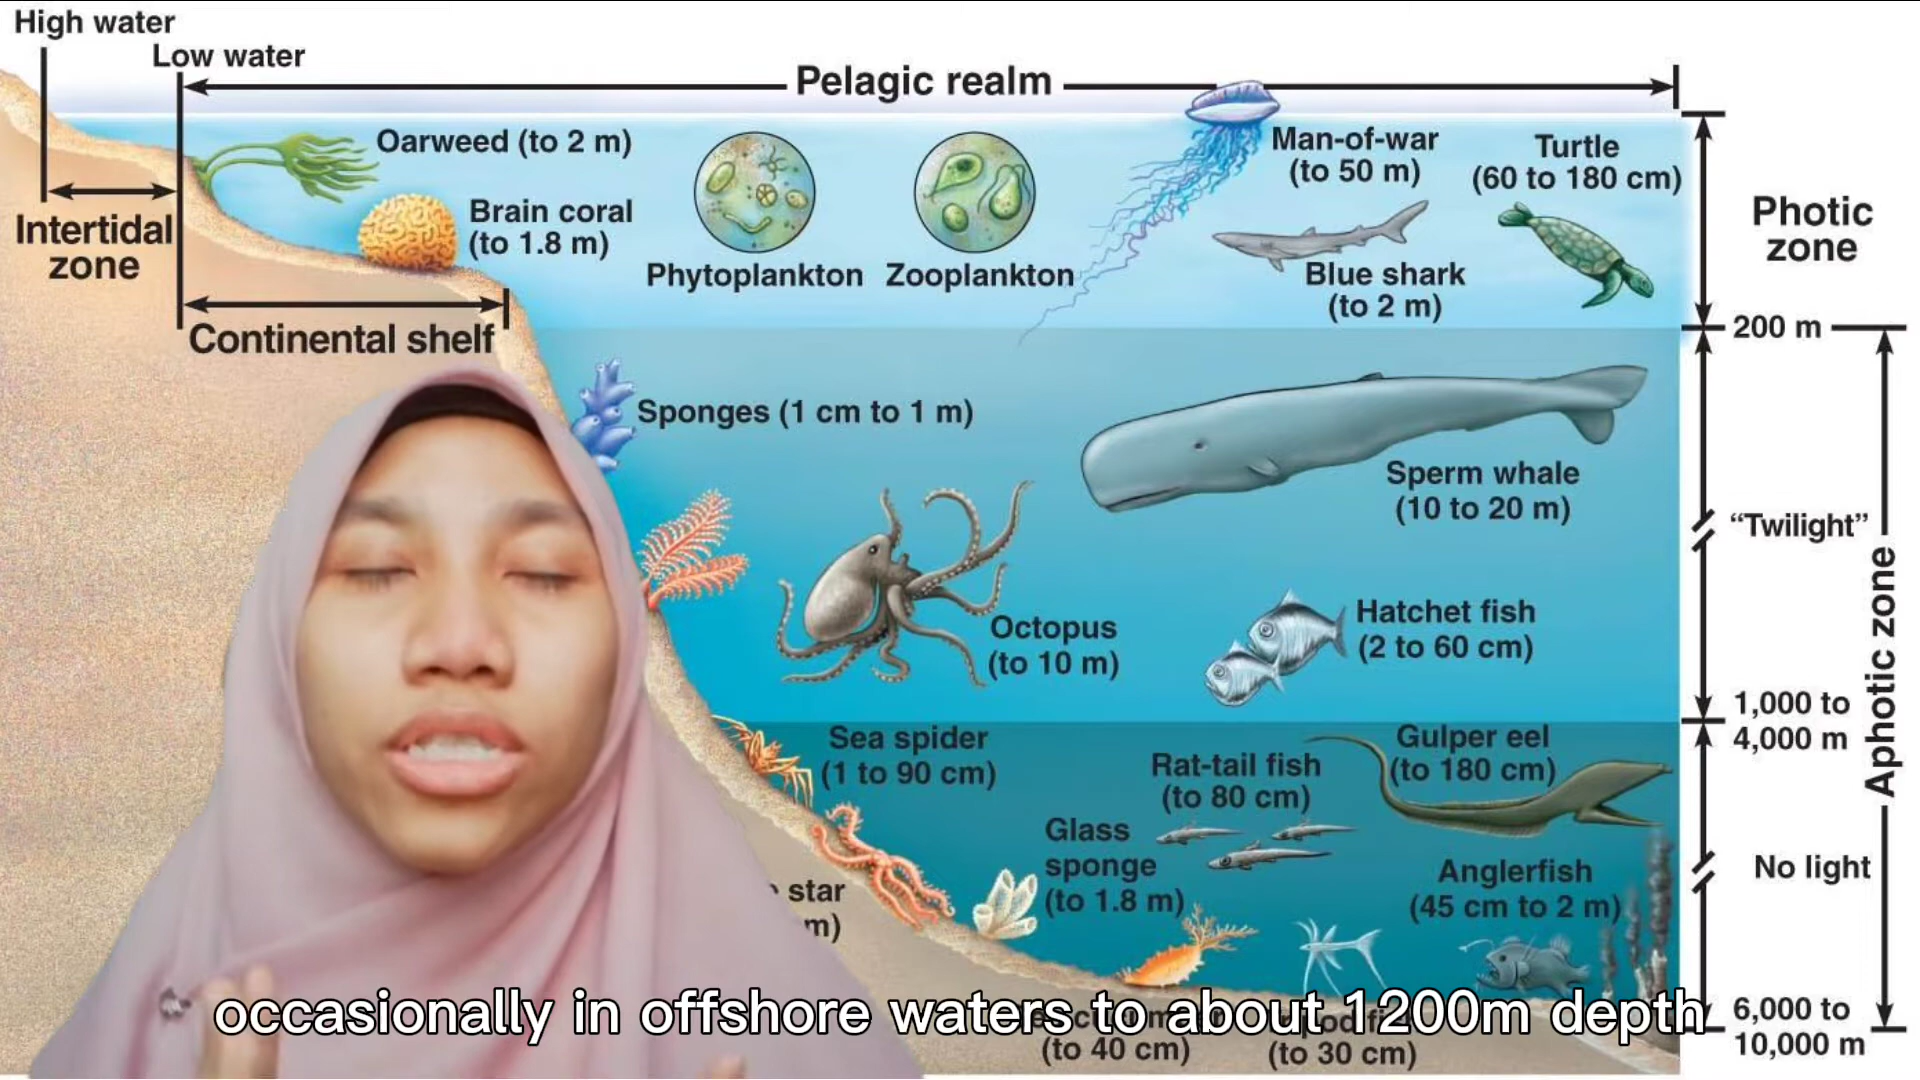 High water
Low water
Pelagic realm
Oarweed (to 2 m)
Man-of-war
(to 50 m)
Turtle
(60 to 180 cm)
Intertidal
zone
Brain coral
(to 1.8 m)
Phytoplankton
Zooplankton
Blue shark
(to 2 m)
Photic
zone
Continental shelf
200 m
Sponges (1 cm to 1 m)
Sperm whale
(10 to 20 m)
"Twilight"
Octopus
(to 10 m)
Hatchet fish
(2 to 60 cm)
Aphotic zone
1,000 to
4,000 m
Sea spider
(1 to 90 cm)
Rat-tail fish
(to 80 cm)
Gulper eel
(to 180 cm)
Glass
sponge
(to 1.8 m)
Anglerfish
(45 cm to 2 m)
No light
star
m)
occasionally in offshore waters to about 1200m depth
(to 40 cm)
(to 30 cm)
6,000 to
10,000 m